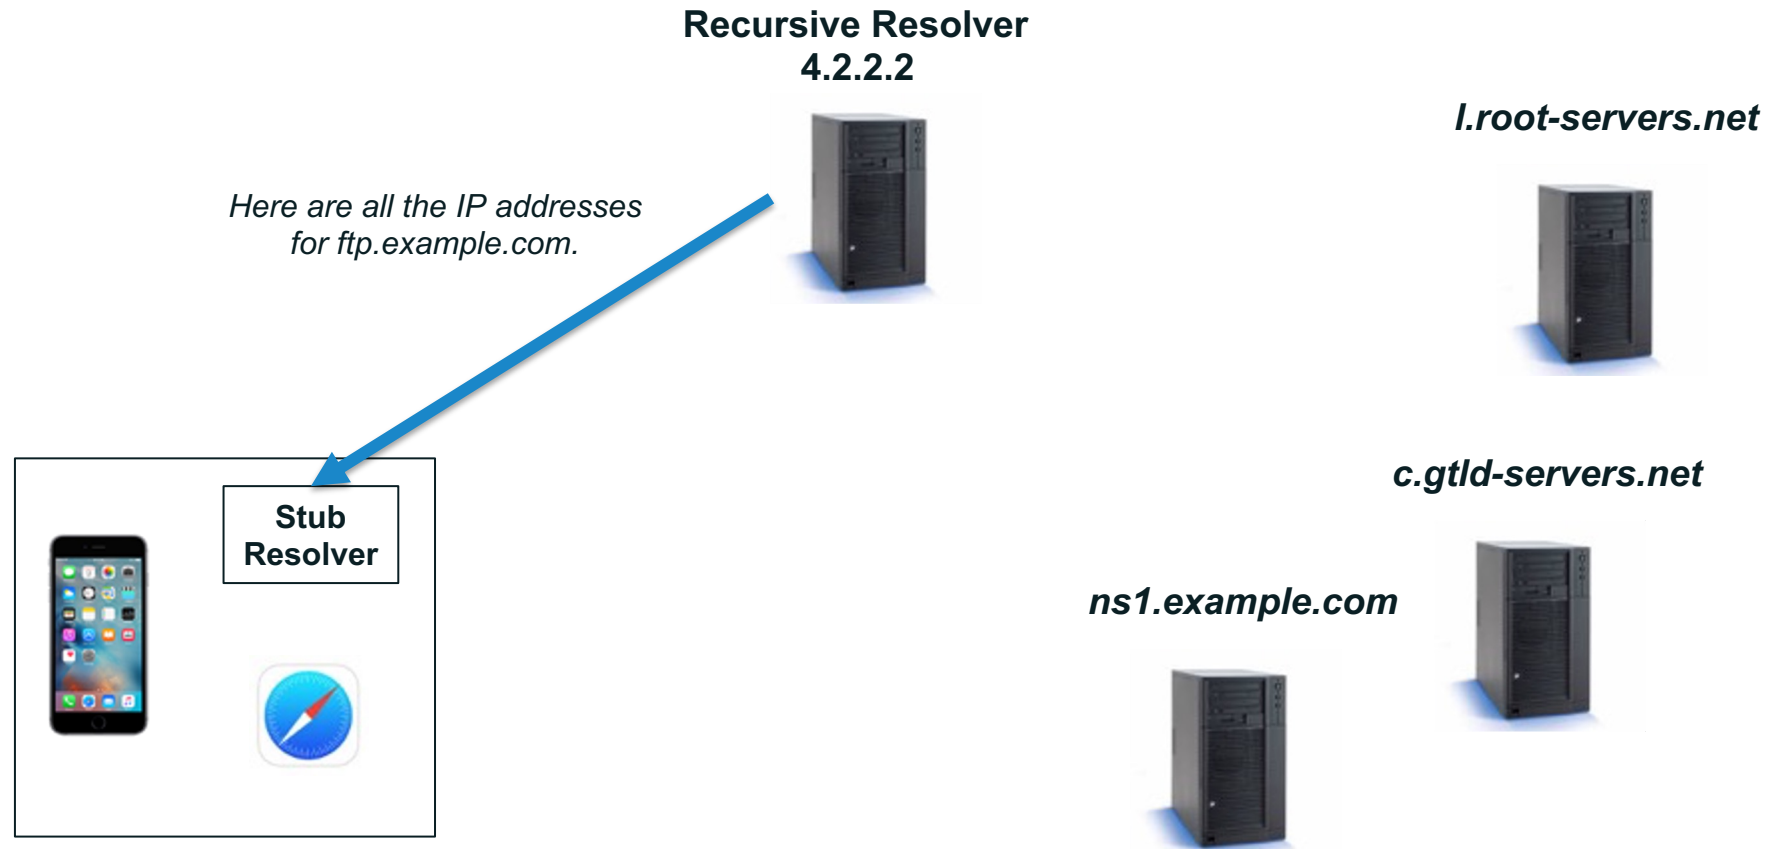 Recursive Resolver
4.2.2.2
l.root-servers.net
Here are all the IP addresses
for ftp.example.com.
c.gtld-servers.net
Stub
Resolver
ns1.example.com